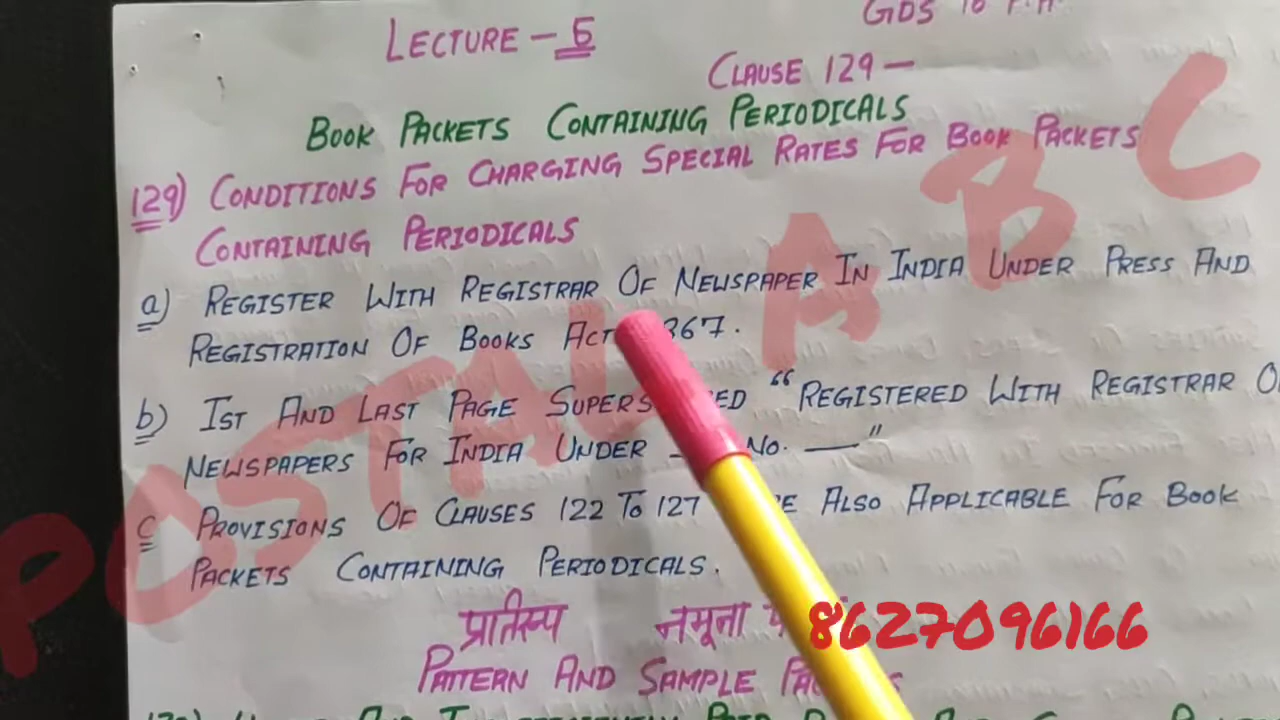 LECTURE - 5
GDS TO P.A.
CLAUSE 129 —
BOOK PACKETS CONTAINING PERIODICALS
129) CONDITIONS FOR CHARGING SPECIAL RATES FOR BOOK PACKETS
CONTAINING PERIODICALS
a) REGISTER WITH REGISTRAR OF NEWSPAPER IN INDIA UNDER PRESS AND
REGISTRATION OF BOOKS ACT 867.
b) IST AND LAST PAGE SUPERS ED “REGISTERED WITH REGISTRAR O
NEWSPAPERS FOR INDIA UNDER — No. —”
c PROVISIONS OF CLAUSES 122 TO 127 E ALSO APPLICABLE FOR BOOK
PACKETS CONTAINING PERIODICALS.
प्रतिरूप नमूना
8627096166
PATTERN AND SAMPLE
POSTAL A B C